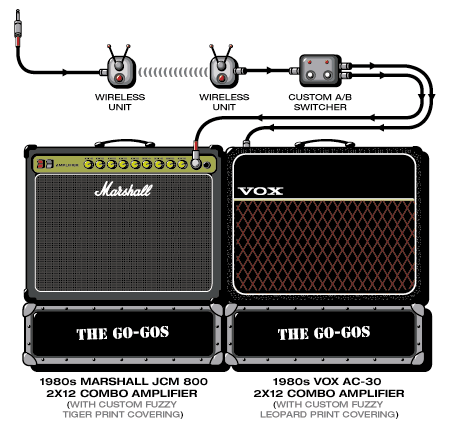 WIRELESS
UNIT
WIRELESS
UNIT
CUSTOM A/B
SWITCHER
AMPLIFIER
Marshall
VOX
THE GO-GOS
THE GO-GOS
1980s MARSHALL JCM 800
2X12 COMBO AMPLIFIER
(WITH CUSTOM FUZZY
TIGER PRINT COVERING)
1980s VOX AC-30
2X12 COMBO AMPLIFIER
(WITH CUSTOM FUZZY
LEOPARD PRINT COVERING)